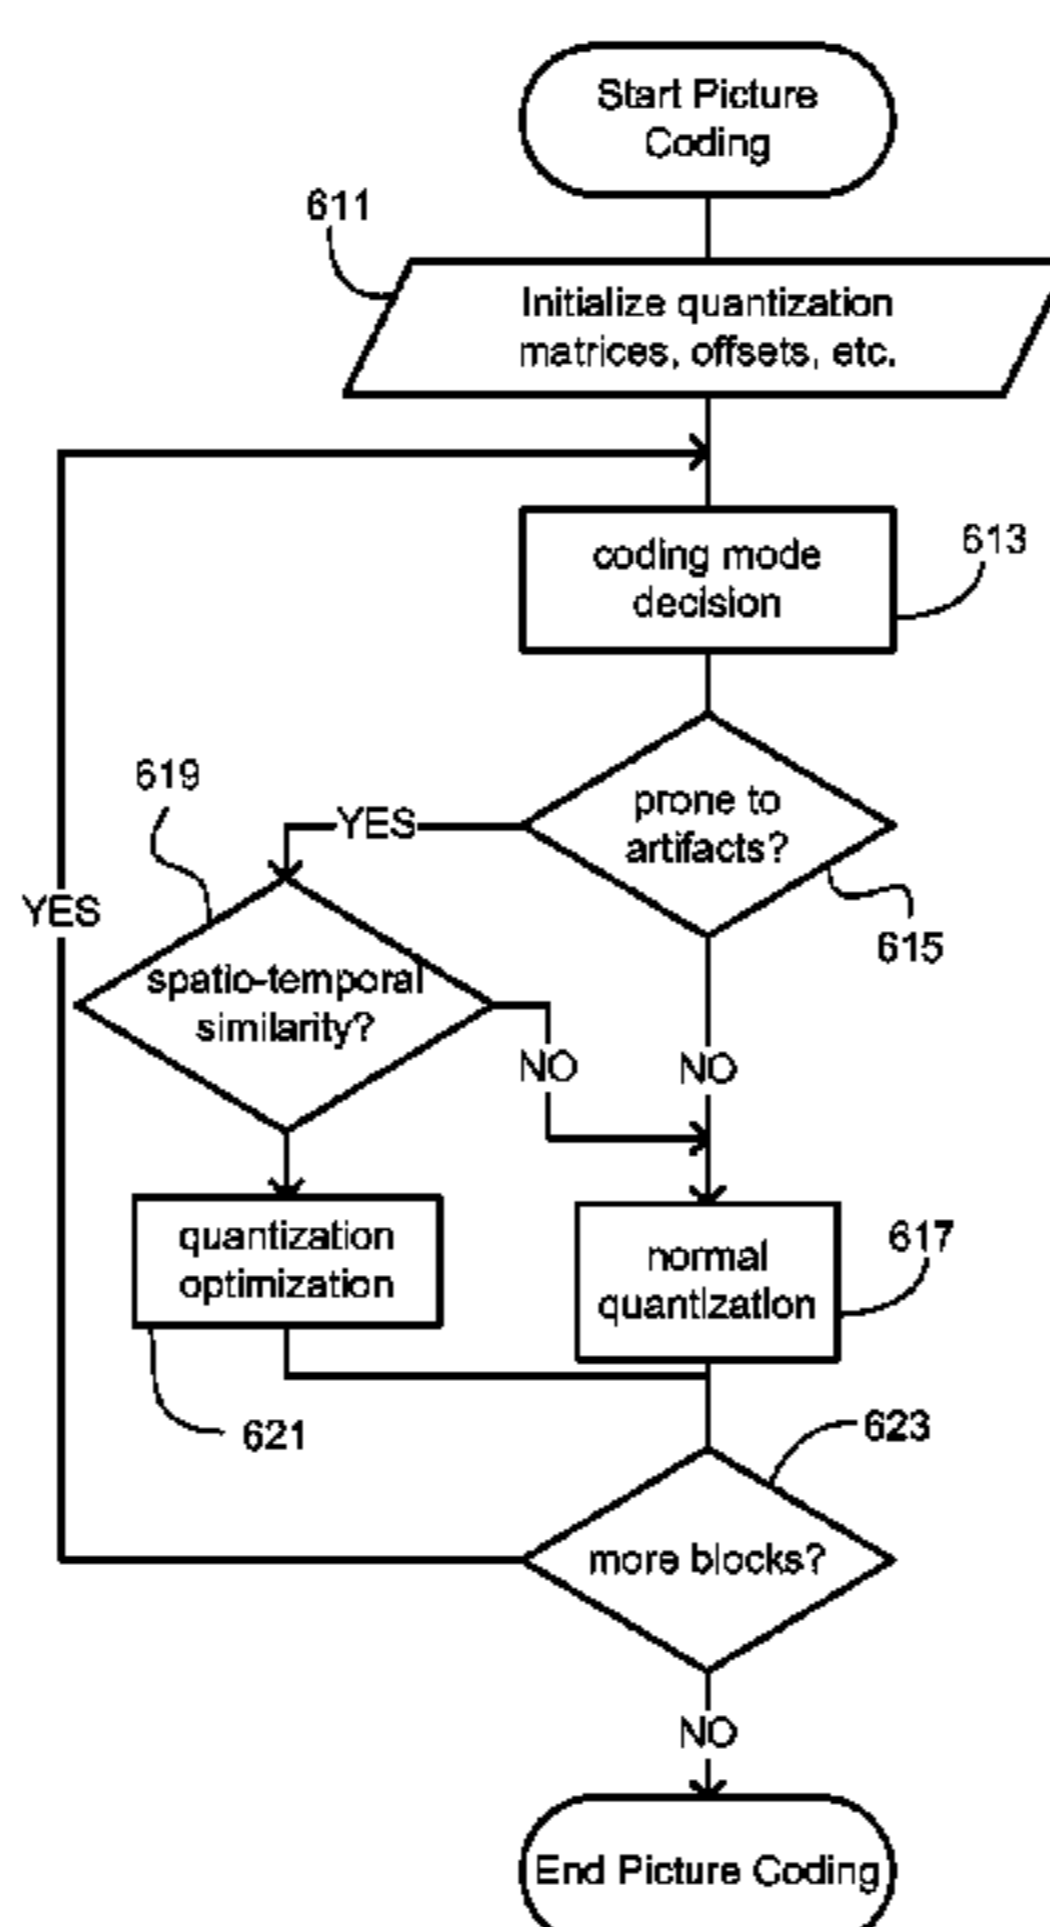 Start Picture
Coding
611
Initialize quantization
matrices, offsets, etc.
coding mode
decision
613
619
prone to
artifacts?
YES
YES
615
spatio-temporal
similarity?
NO
NO
quantization
optimization
normal
quantization
617
621
623
more blocks?
NO
End Picture Coding